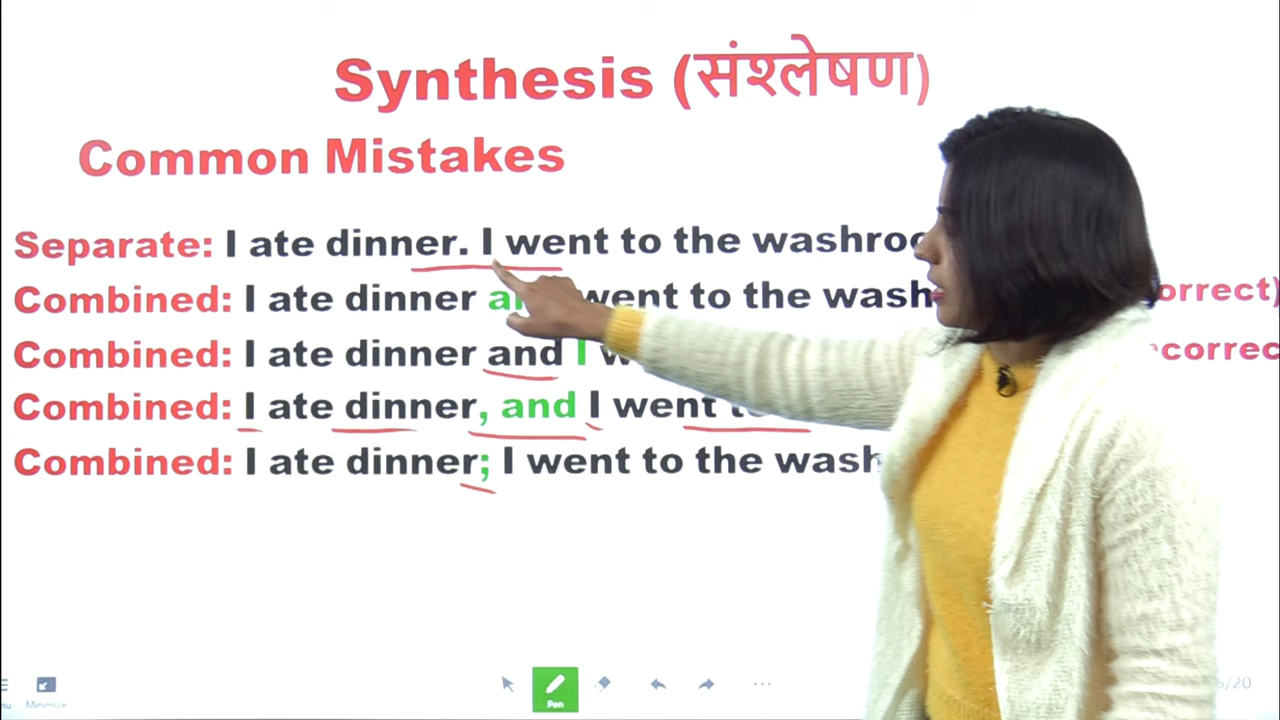 Synthesis (संश्लेषण)
Common Mistakes
Separate: I ate dinner. I went to the
Combined: I ate dinner went to the
Combined: I ate dinner and I
Combined: I ate dinner, and I went
Combined: I ate dinner; I went to the
Minimize
Pen